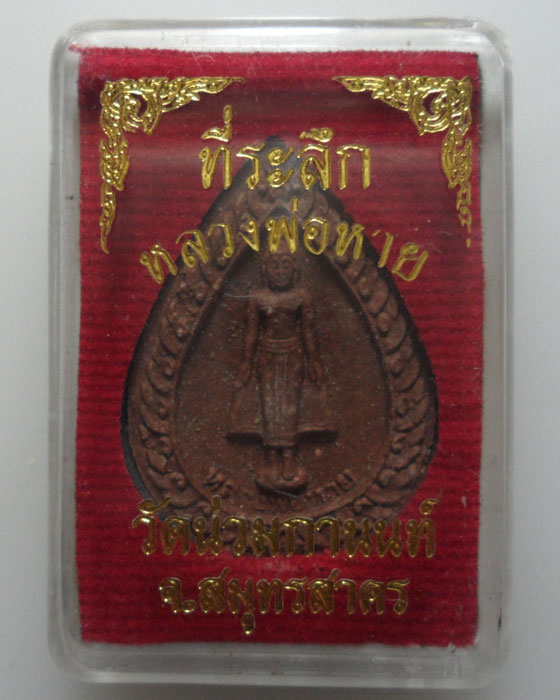 ที่ระลึก
หลวงพ่อหาย
วัดน่วมกานนท์
จ.สมุทรสาคร